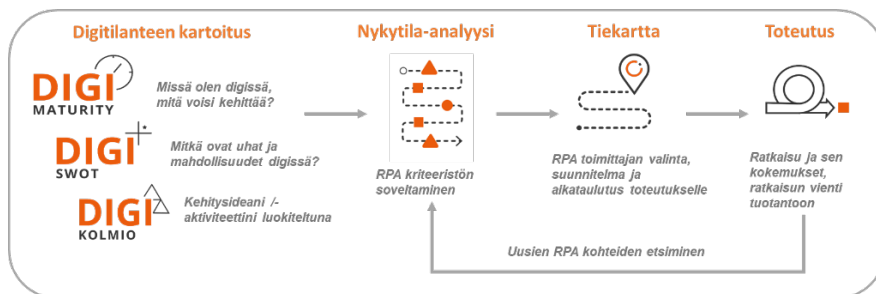 Digitilanteen kartoitus
DIGI
MATURITY
Missä olen digissä,
mitä voisi kehittää?
DIGI
SWOT
Mitkä ovat uhat ja
mahdollisuudet digissä?
DIGI
KOLMIO
Kehitysideani /-
aktiviteettini luokiteltuna
Nykytila-analyysi
RPA kriteeristön
soveltaminen
Tiekartta
RPA toimittajan valinta,
suunnitelma ja
aikataulutus toteutukselle
Toteutus
Ratkaisu ja sen
kokemukset,
ratkaisun vienti
tuotantoon
Uusien RPA kohteiden etsiminen